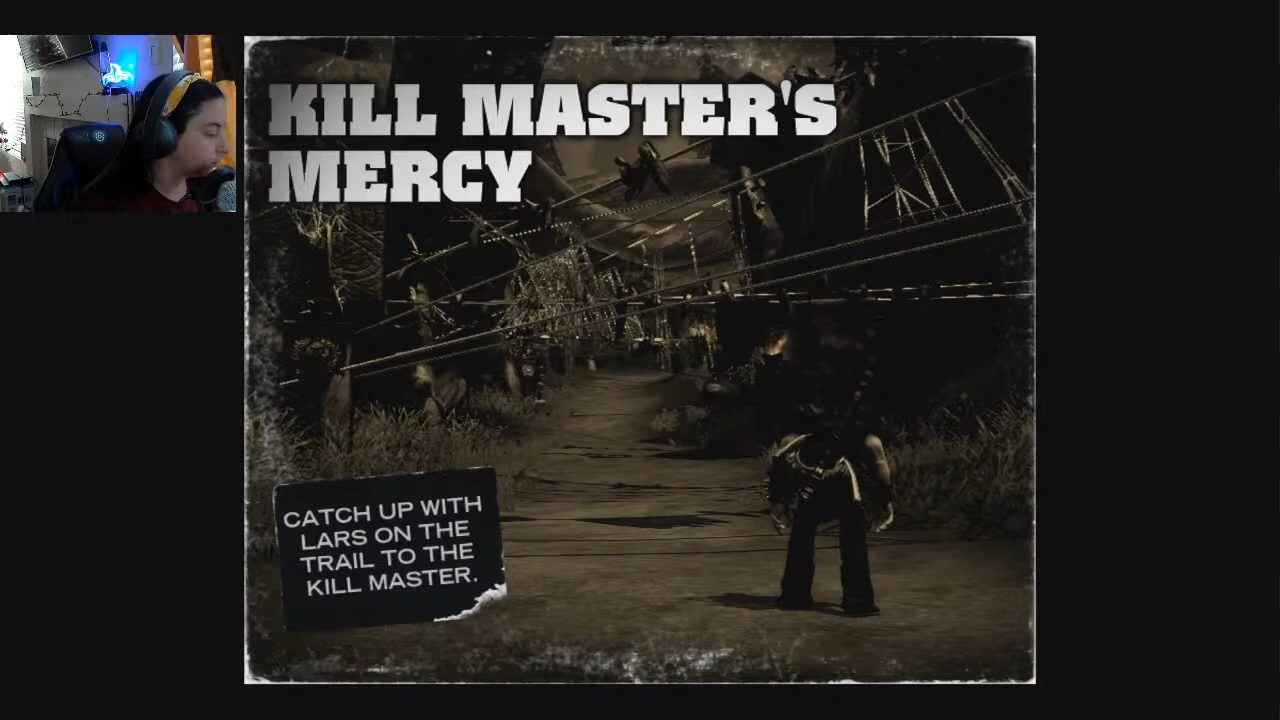 KILL MASTER'S
MERCY
CATCH UP WITH
LARS ON THE
TRAIL TO THE
KILL MASTER.